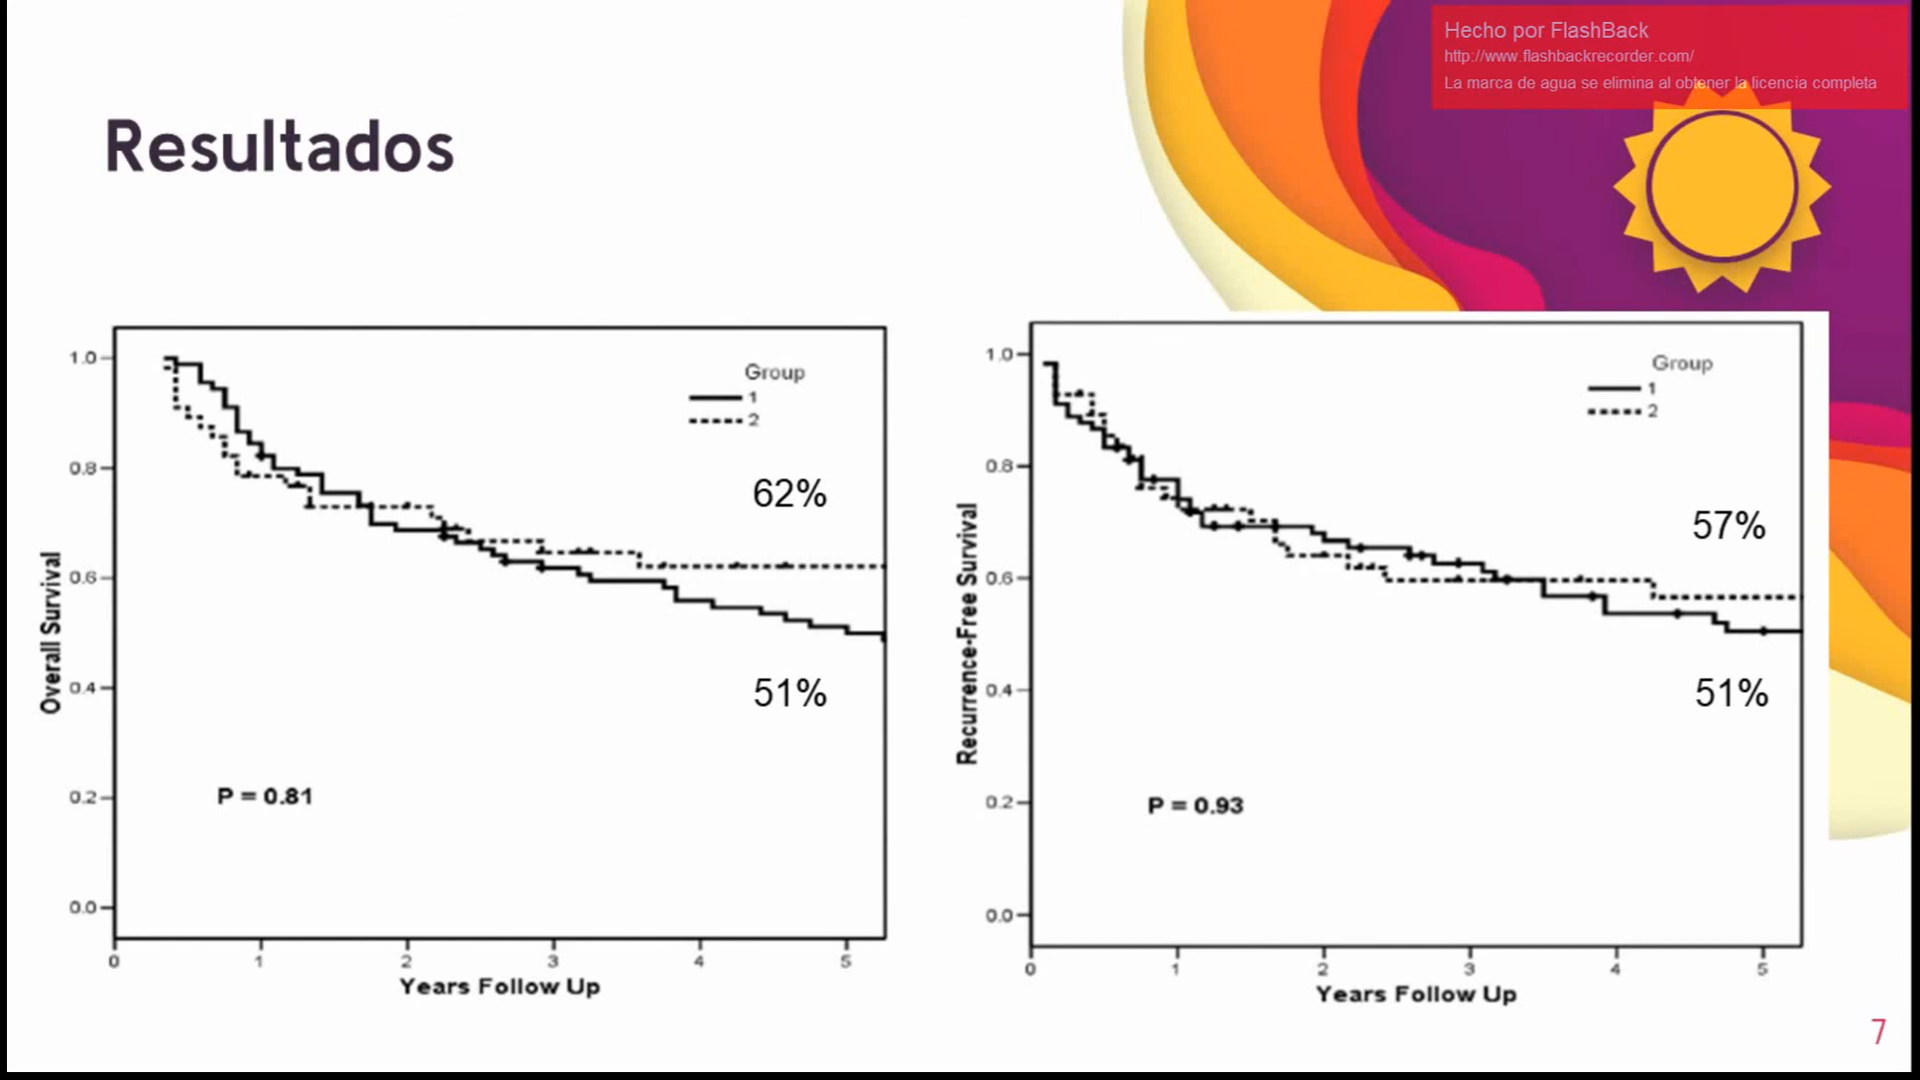 Hecho por FlashBack
http://www.flashbackrecorder.com/
La marca de agua se elimina al obtener la licencia completa
Resultados
Group
1
2
1.0
0.8
0.6
0.4
0.2
0.0
62%
51%
P = 0.81
Overall Survival
0 1 2 3 4 5
Years Follow Up
Group
1
2
1.0
0.8
0.6
0.4
0.2
0.0
57%
51%
P = 0.93
Recurrence-Free Survival
0 1 2 3 4 5
Years Follow Up
7